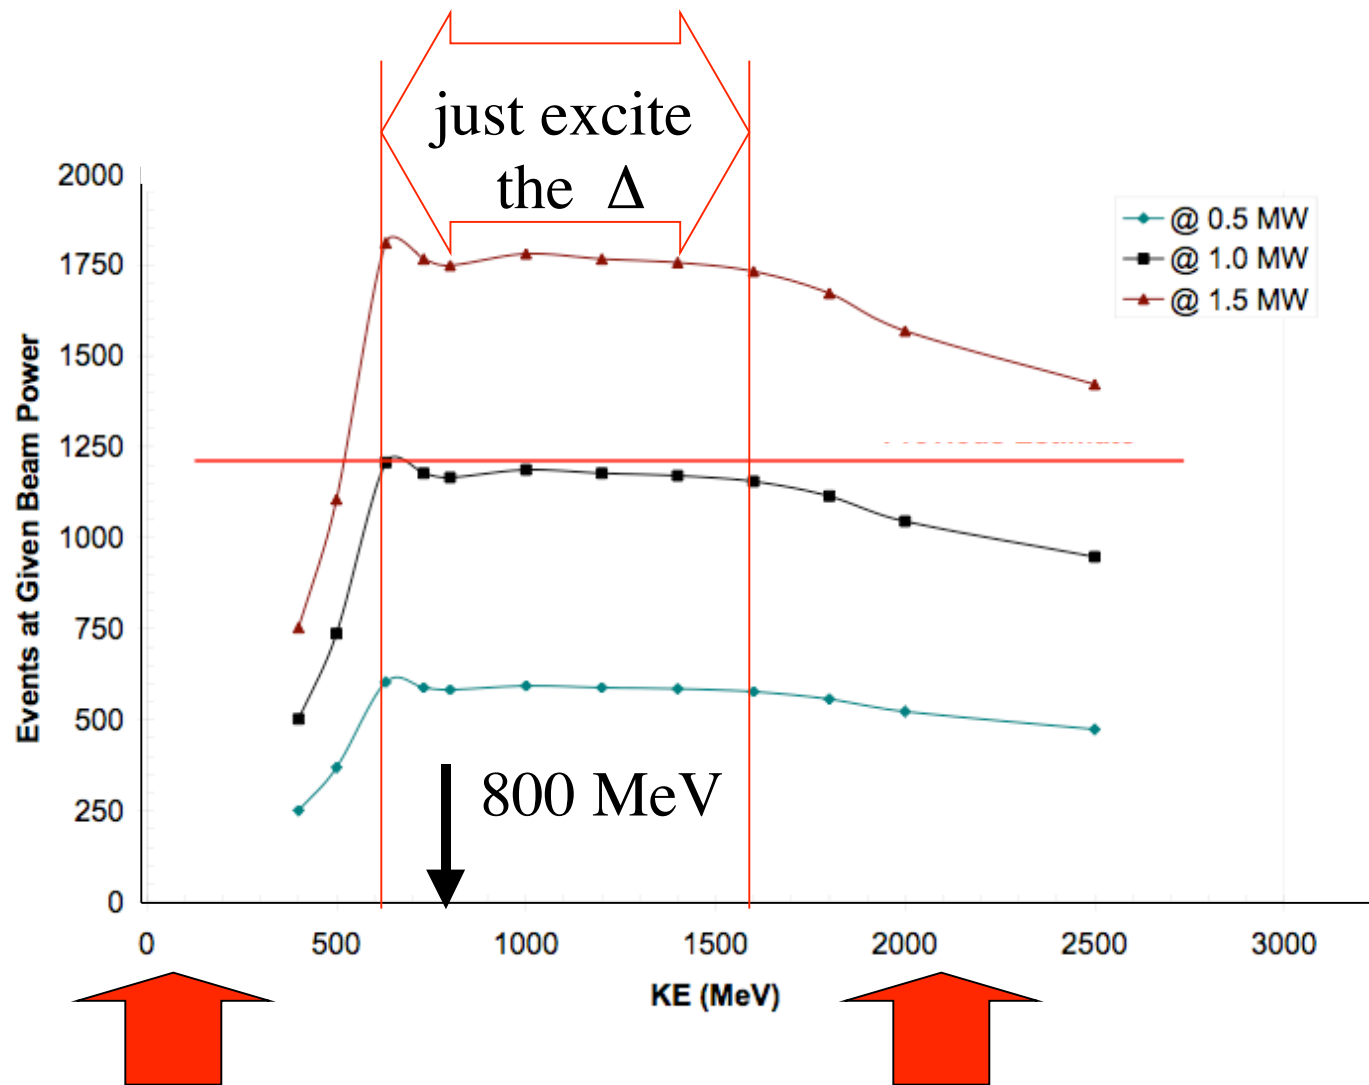 just excite
the Δ
2000
1750
1500
1250
1000
750
500
250
0
Events at Given Beam Power
@ 0.5 MW
@ 1.0 MW
@ 1.5 MW
800 MeV
0 500 1000 1500 2000 2500 3000
KE (MeV)